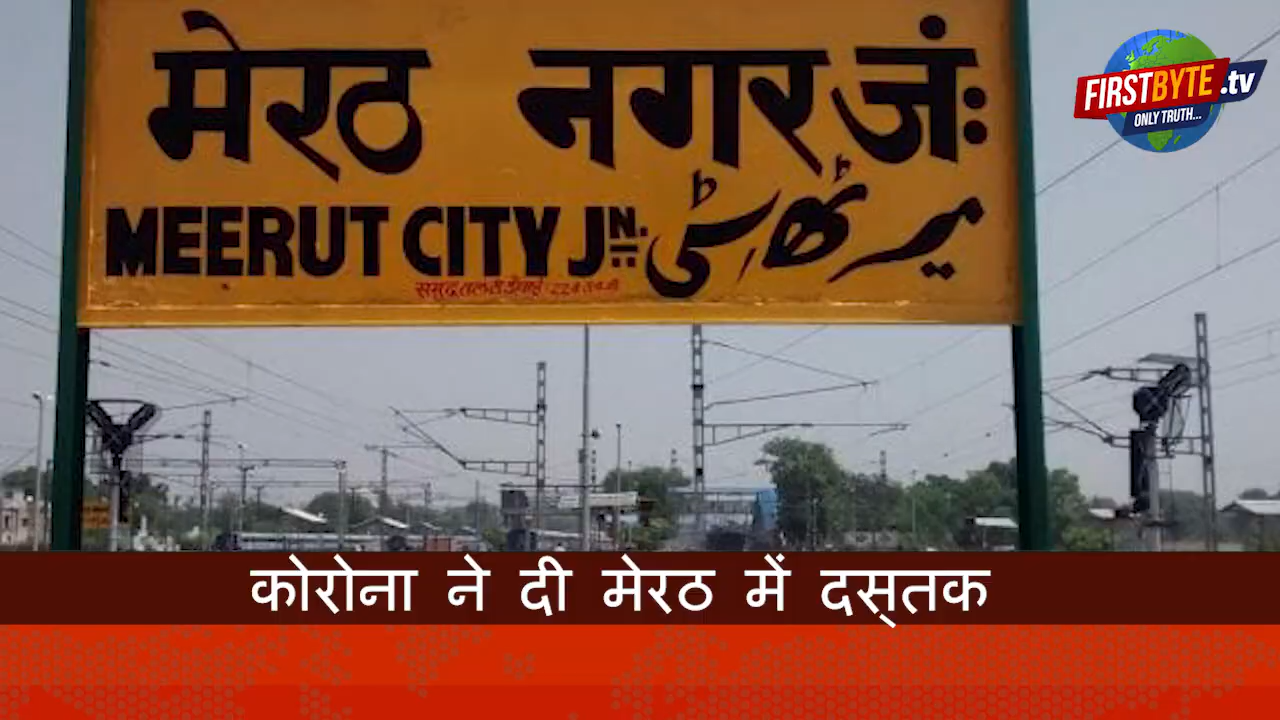 मेरठ नगर जं:
MEERUT CITY JN.
میرٹھ سٹی
FIRSTBYTE.tv
ONLY TRUTH...
कोरोना ने दी मेरठ में दस्तक